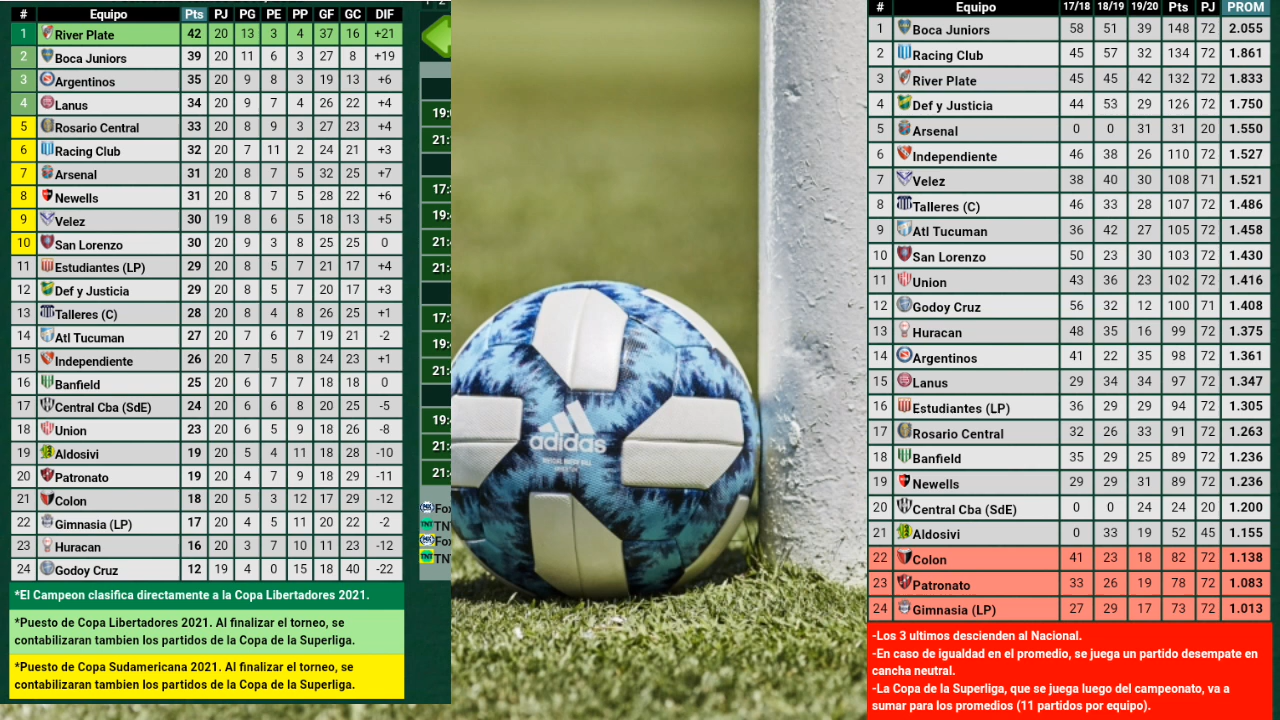 # Equipo Pts PJ PG PE PP GF GC DIF
1 River Plate 42 20 13 3 4 37 16 +21
2 Boca Juniors 39 20 11 6 3 27 8 +19
3 Argentinos 35 20 9 8 3 19 13 +6
4 Lanus 34 20 9 7 4 26 22 +4
5 Rosario Central 33 20 8 9 3 27 23 +4
6 Racing Club 32 20 7 11 2 24 21 +3
7 Arsenal 31 20 8 7 5 32 25 +7
8 Newells 31 20 8 7 5 28 22 +6
9 Velez 30 19 8 6 5 18 13 +5
10 San Lorenzo 30 20 9 3 8 25 25 0
11 Estudiantes (LP) 29 20 8 5 7 21 17 +4
12 Def y Justicia 29 20 8 5 7 20 17 +3
13 Talleres (C) 28 20 8 4 8 26 25 +1
14 Atl Tucuman 27 20 7 6 7 19 21 -2
15 Independiente 26 20 7 5 8 24 23 +1
16 Banfield 25 20 6 7 7 18 18 0
17 Central Cba (SdE) 24 20 6 6 8 20 25 -5
18 Union 23 20 6 5 9 18 26 -8
19 Aldosivi 19 20 5 4 11 18 28 -10
20 Patronato 19 20 4 7 9 18 29 -11
21 Colon 18 20 5 3 12 17 29 -12
22 Gimnasia (LP) 17 20 4 5 11 20 22 -2
23 Huracan 16 20 3 7 10 11 23 -12
24 Godoy Cruz 12 19 4 0 15 18 40 -22
*El Campeon clasifica directamente a la Copa Libertadores 2021.
*Puesto de Copa Libertadores 2021. Al finalizar el torneo, se
contabilizaran tambien los partidos de la Copa de la Superliga.
*Puesto de Copa Sudamericana 2021. Al finalizar el torneo, se
contabilizaran tambien los partidos de la Copa de la Superliga.
19:
21:
17:
19:
21:
21:
17:
19:
21:
19:
21:
21:
Fox
TNT
Fox
TNT
adidas
# Equipo 17/18 18/19 19/20 Pts PJ PROM
1 Boca Juniors 58 51 39 148 72 2.055
2 Racing Club 45 57 32 134 72 1.861
3 River Plate 45 45 42 132 72 1.833
4 Def y Justicia 44 53 29 126 72 1.750
5 Arsenal 0 0 31 31 20 1.550
6 Independiente 46 38 26 110 72 1.527
7 Velez 38 40 30 108 71 1.521
8 Talleres (C) 46 33 28 107 72 1.486
9 Atl Tucuman 36 42 27 105 72 1.458
10 San Lorenzo 50 23 30 103 72 1.430
11 Union 43 36 23 102 72 1.416
12 Godoy Cruz 56 32 12 100 71 1.408
13 Huracan 48 35 16 99 72 1.375
14 Argentinos 41 22 35 98 72 1.361
15 Lanus 29 34 34 97 72 1.347
16 Estudiantes (LP) 36 29 29 94 72 1.305
17 Rosario Central 32 26 33 91 72 1.263
18 Banfield 35 29 25 89 72 1.236
19 Newells 29 29 31 89 72 1.236
20 Central Cba (SdE) 0 0 24 24 20 1.200
21 Aldosivi 0 33 19 52 45 1.155
22 Colon 41 23 18 82 72 1.138
23 Patronato 33 26 19 78 72 1.083
24 Gimnasia (LP) 27 29 17 73 72 1.013
-Los 3 ultimos descienden al Nacional.
-En caso de igualdad en el promedio, se juega un partido desempate en
cancha neutral.
-La Copa de la Superliga, que se juega luego del campeonato, va a
sumar para los promedios (11 partidos por equipo).